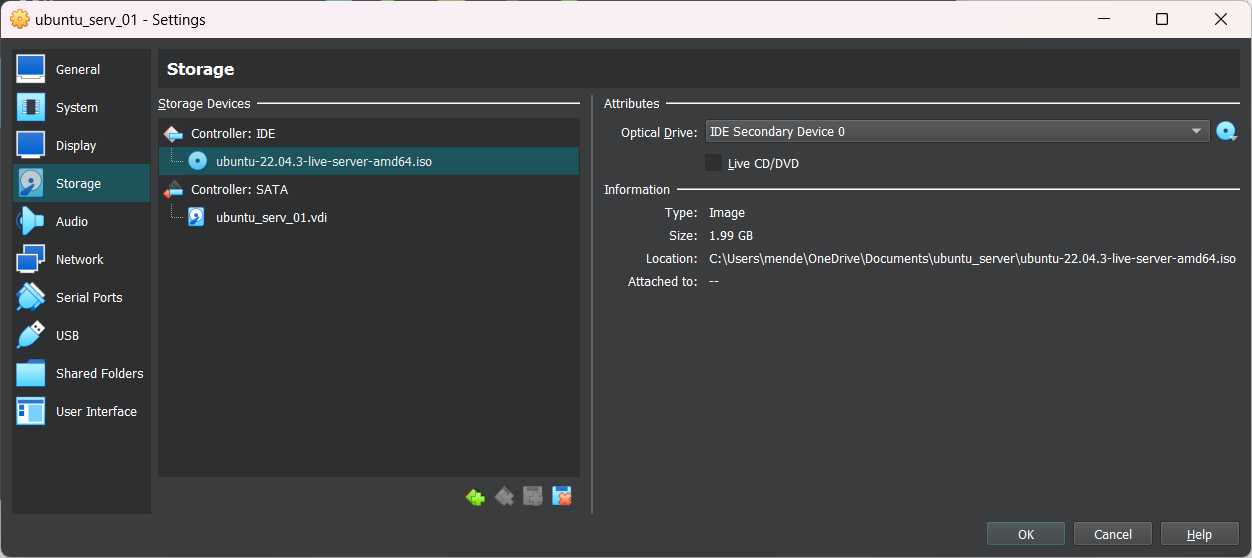 ubuntu_serv_01 - Settings
General
System
Display
Storage
Audio
Network
Serial Ports
USB
Shared Folders
User Interface
Storage
Storage Devices
Controller: IDE
ubuntu-22.04.3-live-server-amd64.iso
Controller: SATA
ubuntu_serv_01.vdi
Attributes
Optical Drive: IDE Secondary Device 0
Live CD/DVD
Information
Type: Image
Size: 1.99 GB
Location: C:\Users\mende\OneDrive\Documents\ubuntu_server\ubuntu-22.04.3-live-server-amd64.iso
Attached to: --
OK Cancel Help